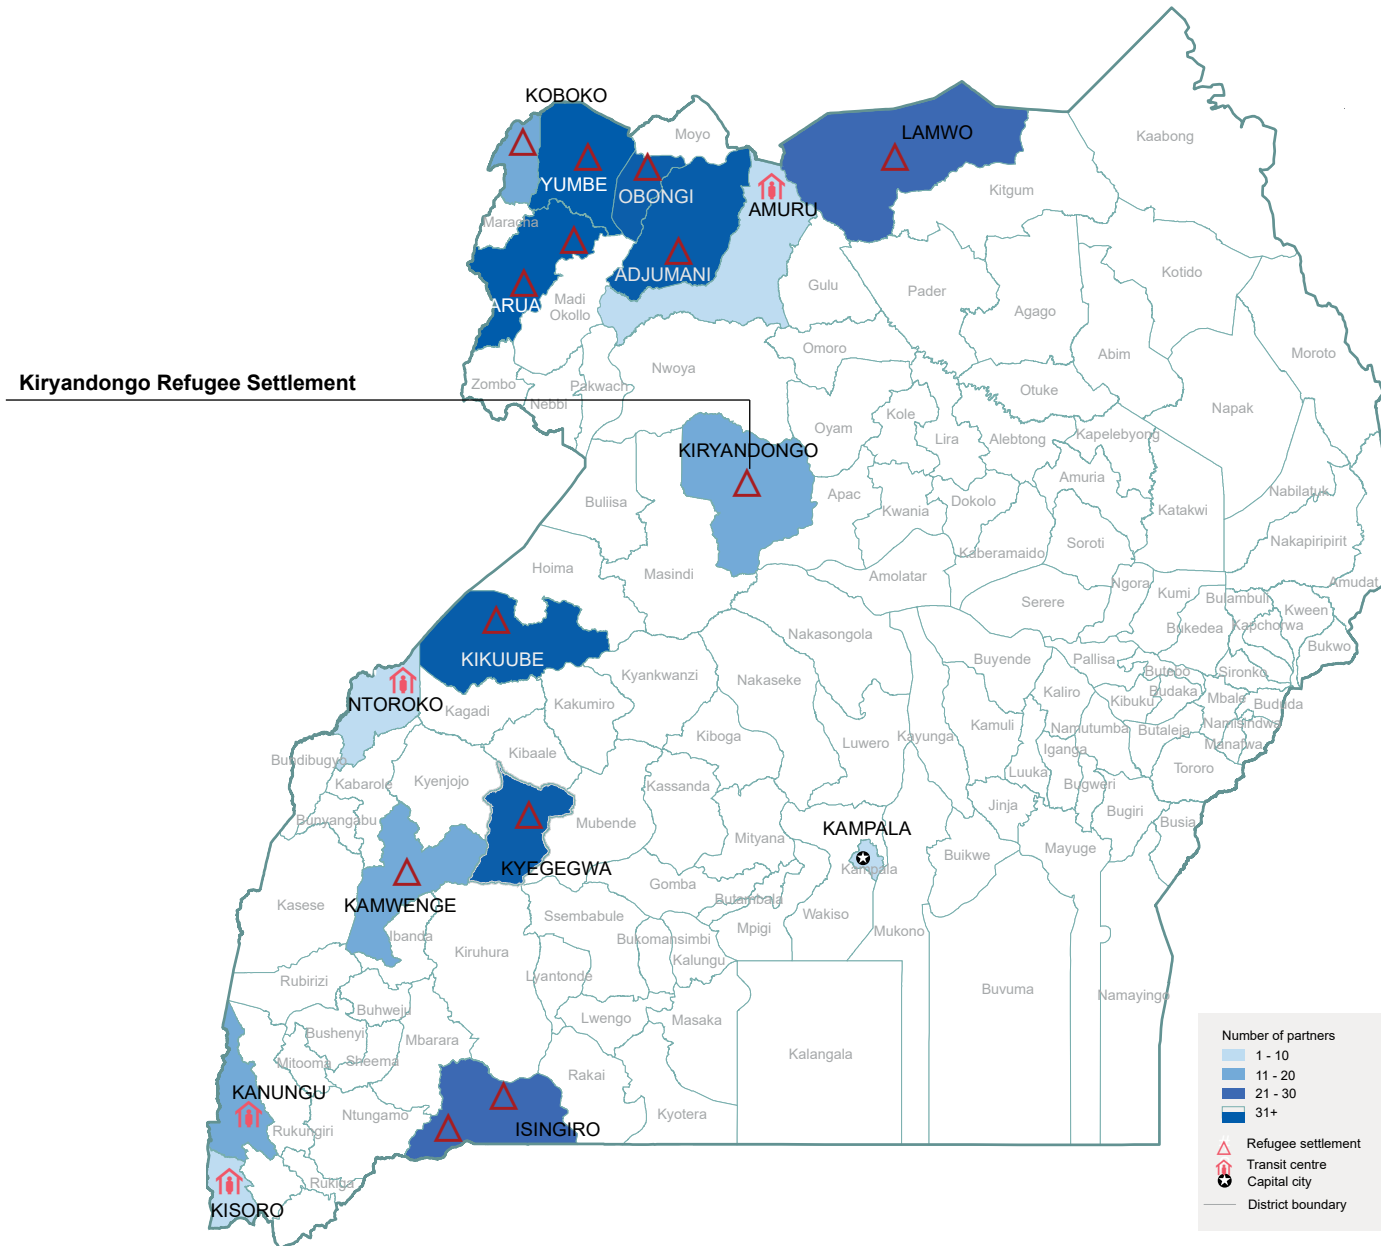 KOBOKO
Moyo
LAMWO
Kaabong
YUMBE
OBONGI
AMURU
Kitgum
Maracha
ADJUMANI
Kotido
ARUA
Madi
Okollo
Gulu
Pader
Agago
Abim
Moroto
Omoro
Nwoya
Kiryandongo Refugee Settlement
Zombo
Pakwach
Nebbi
Otuke
Napak
Oyam
Kole
Lira
Alebtong
Kapelebyong
KIRYANDONGO
Amuria
Buliisa
Apac
Kwania
Dokolo
Katakwi
Nabilatuk
Kaberamaido
Soroti
Nakapiripirit
Hoima
Masindi
Amolatar
Ngora
Amudat
Serere
Kumi
Bulambuli
Kween
Bukedea
Kapchorwa
Nakasongola
Bukwo
KIKUUBE
Buyende
Pallisa
Butebo
Sironko
Kyankwanzi
Nakaseke
Kaliro
Kibuku
Budaka
Mbale
Bududa
NTOROKO
Kagadi
Kakumiro
Kamuli
Namutumba
Butaleja
Namisindwa
Kiboga
Luwero
Kayunga
Iganga
Manafwa
Bundibugyo
Kibaale
Luuka
Tororo
Kabarole
Kyenjojo
Kassanda
Bugweri
Jinja
Bugiri
Bunyangabu
Mubende
Mityana
KAMPALA
Busia
Mayuge
Buikwe
KYEGEGWA
Kampala
Gomba
KAMWENGE
Butambala
Kasese
Ssembabule
Wakiso
Ibanda
Bukomansimbi
Mpigi
Mukono
Kiruhura
Kalungu
Rubirizi
Lyantonde
Buvuma
Namayingo
Buhweju
Lwengo
Masaka
Bushenyi
Mbarara
Kalangala
Mitooma
Sheema
Rakai
KANUNGU
Ntungamo
Kyotera
Rukungiri
ISINGIRO
Rukiga
KISORO
Number of partners
1 - 10
11 - 20
21 - 30
31+
Refugee settlement
Transit centre
Capital city
District boundary